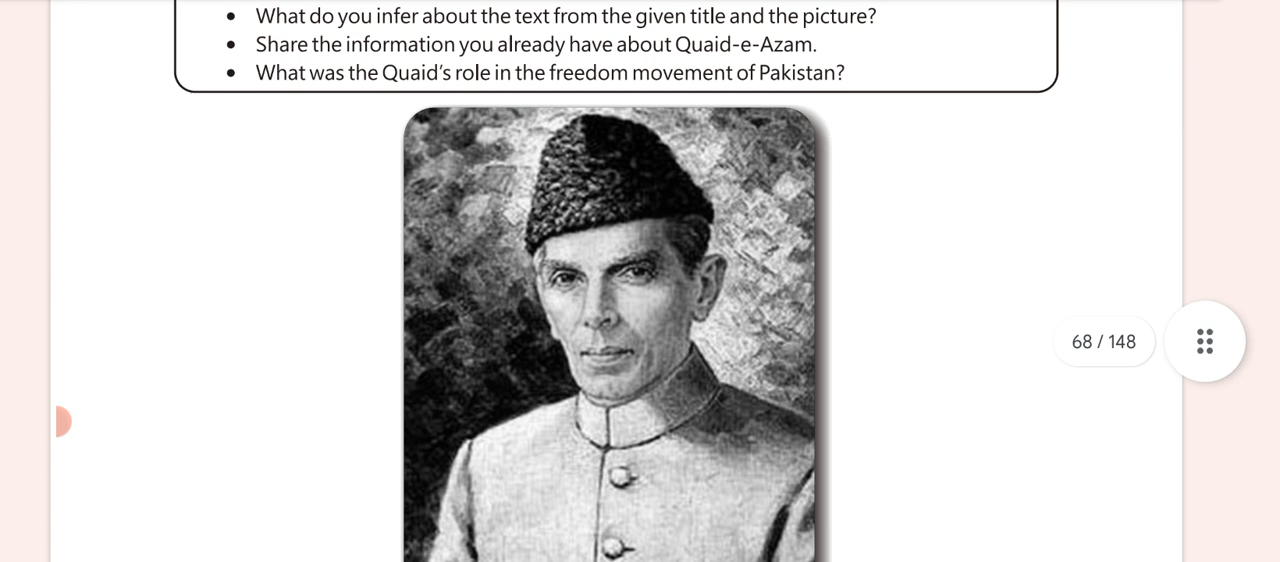 • What do you infer about the text from the given title and the picture?
• Share the information you already have about Quaid-e-Azam.
• What was the Quaid’s role in the freedom movement of Pakistan?
68 / 148